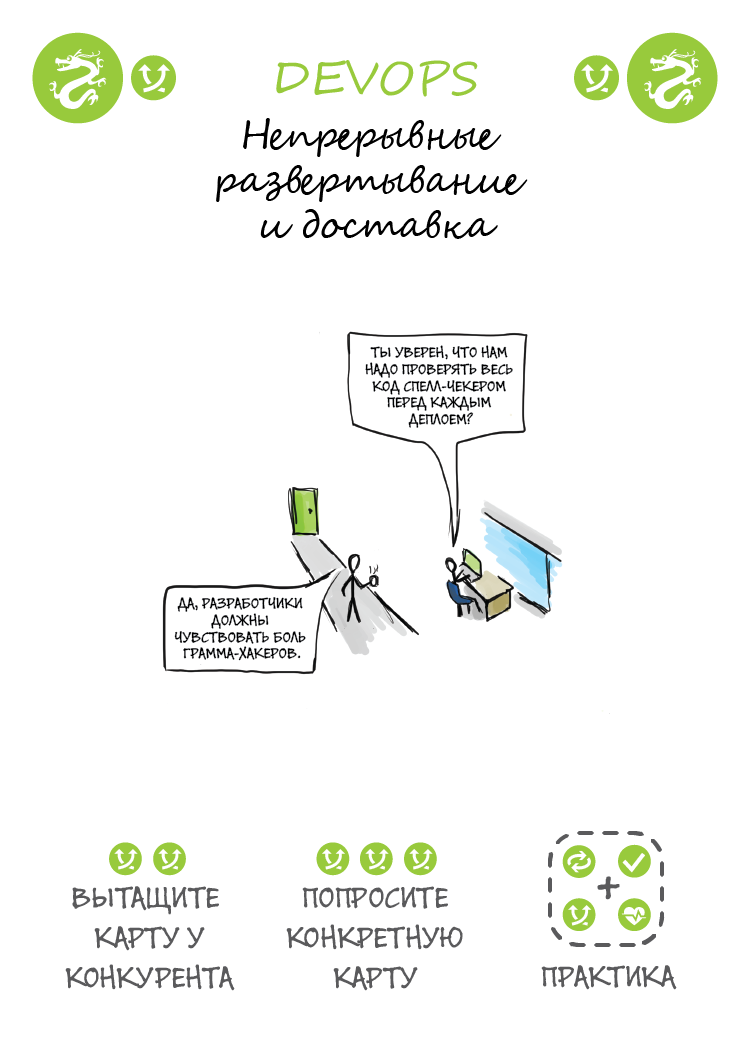 DEVOPS
Непрерывные
развертывание
и доставка
ТЫ УВЕРЕН, ЧТО НАМ
НАДО ПРОВЕРЯТЬ ВЕСЬ
КОД СПЕЛЛ-ЧЕКЕРОМ
ПЕРЕД КАЖДЫМ
ДЕПЛОЕМ?
ДА, РАЗРАБОТЧИКИ
ДОЛЖНЫ
ЧУВСТВОВАТЬ БОЛЬ
ГРАММА-ХАКЕРОВ.
ВЫТАЩИТЕ
КАРТУ У
КОНКУРЕНТА
ПОПРОСИТЕ
КОНКРЕТНУЮ
КАРТУ
ПРАКТИКА